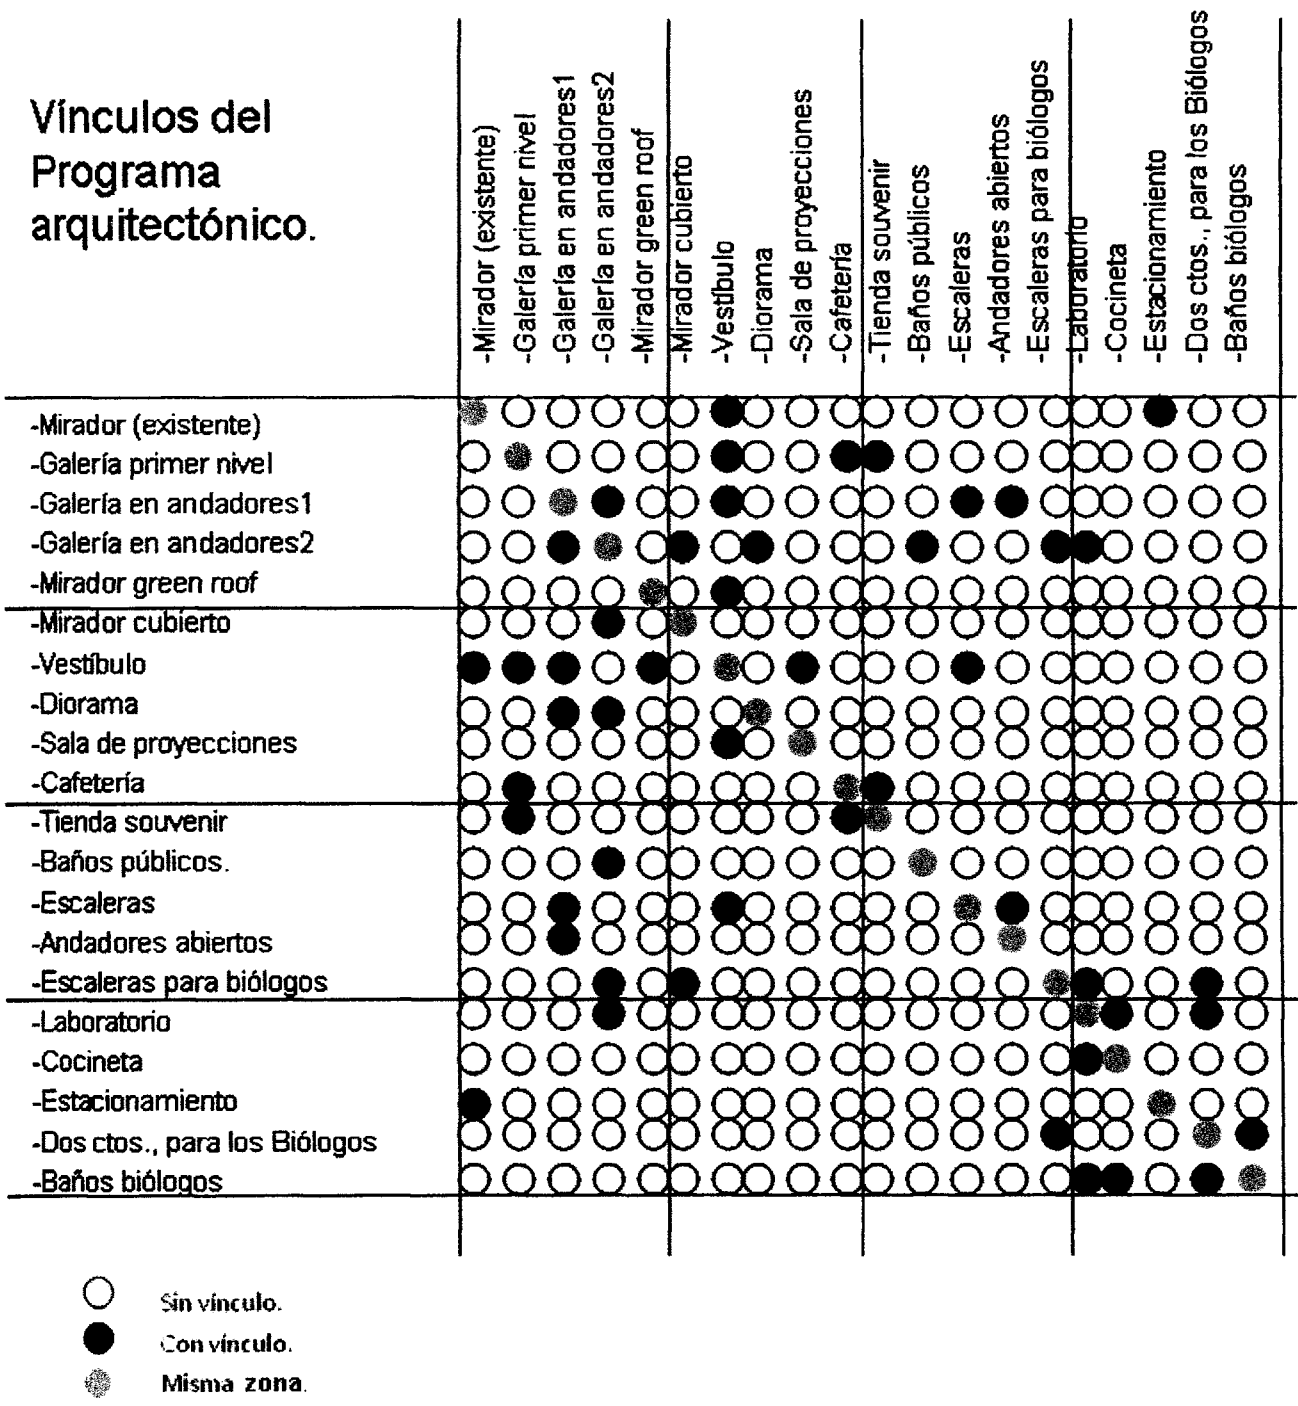 Vínculos del
Programa
arquitectónico.
-Mirador (existente)
-Galería primer nivel
-Galería en andadores1
-Galería en andadores2
-Mirador green roof
-Mirador cubierto
-Vestíbulo
-Diorama
-Sala de proyecciones
-Cafetería
-Tienda souvenir
-Baños públicos
-Escaleras
-Andadores abiertos
-Escaleras para biólogos
-Laboratorio
-Cocineta
-Estacionamiento
-Dos ctos., para los Biólogos
-Baños biólogos
-Mirador (existente)
-Galería primer nivel
-Galería en andadores1
-Galería en andadores2
-Mirador green roof
-Mirador cubierto
-Vestíbulo
-Diorama
-Sala de proyecciones
-Cafetería
-Tienda souvenir
-Baños públicos.
-Escaleras
-Andadores abiertos
-Escaleras para biólogos
-Laboratorio
-Cocineta
-Estacionamiento
-Dos ctos., para los Biólogos
-Baños biólogos
Sin vínculo.
Con vínculo.
Misma zona.